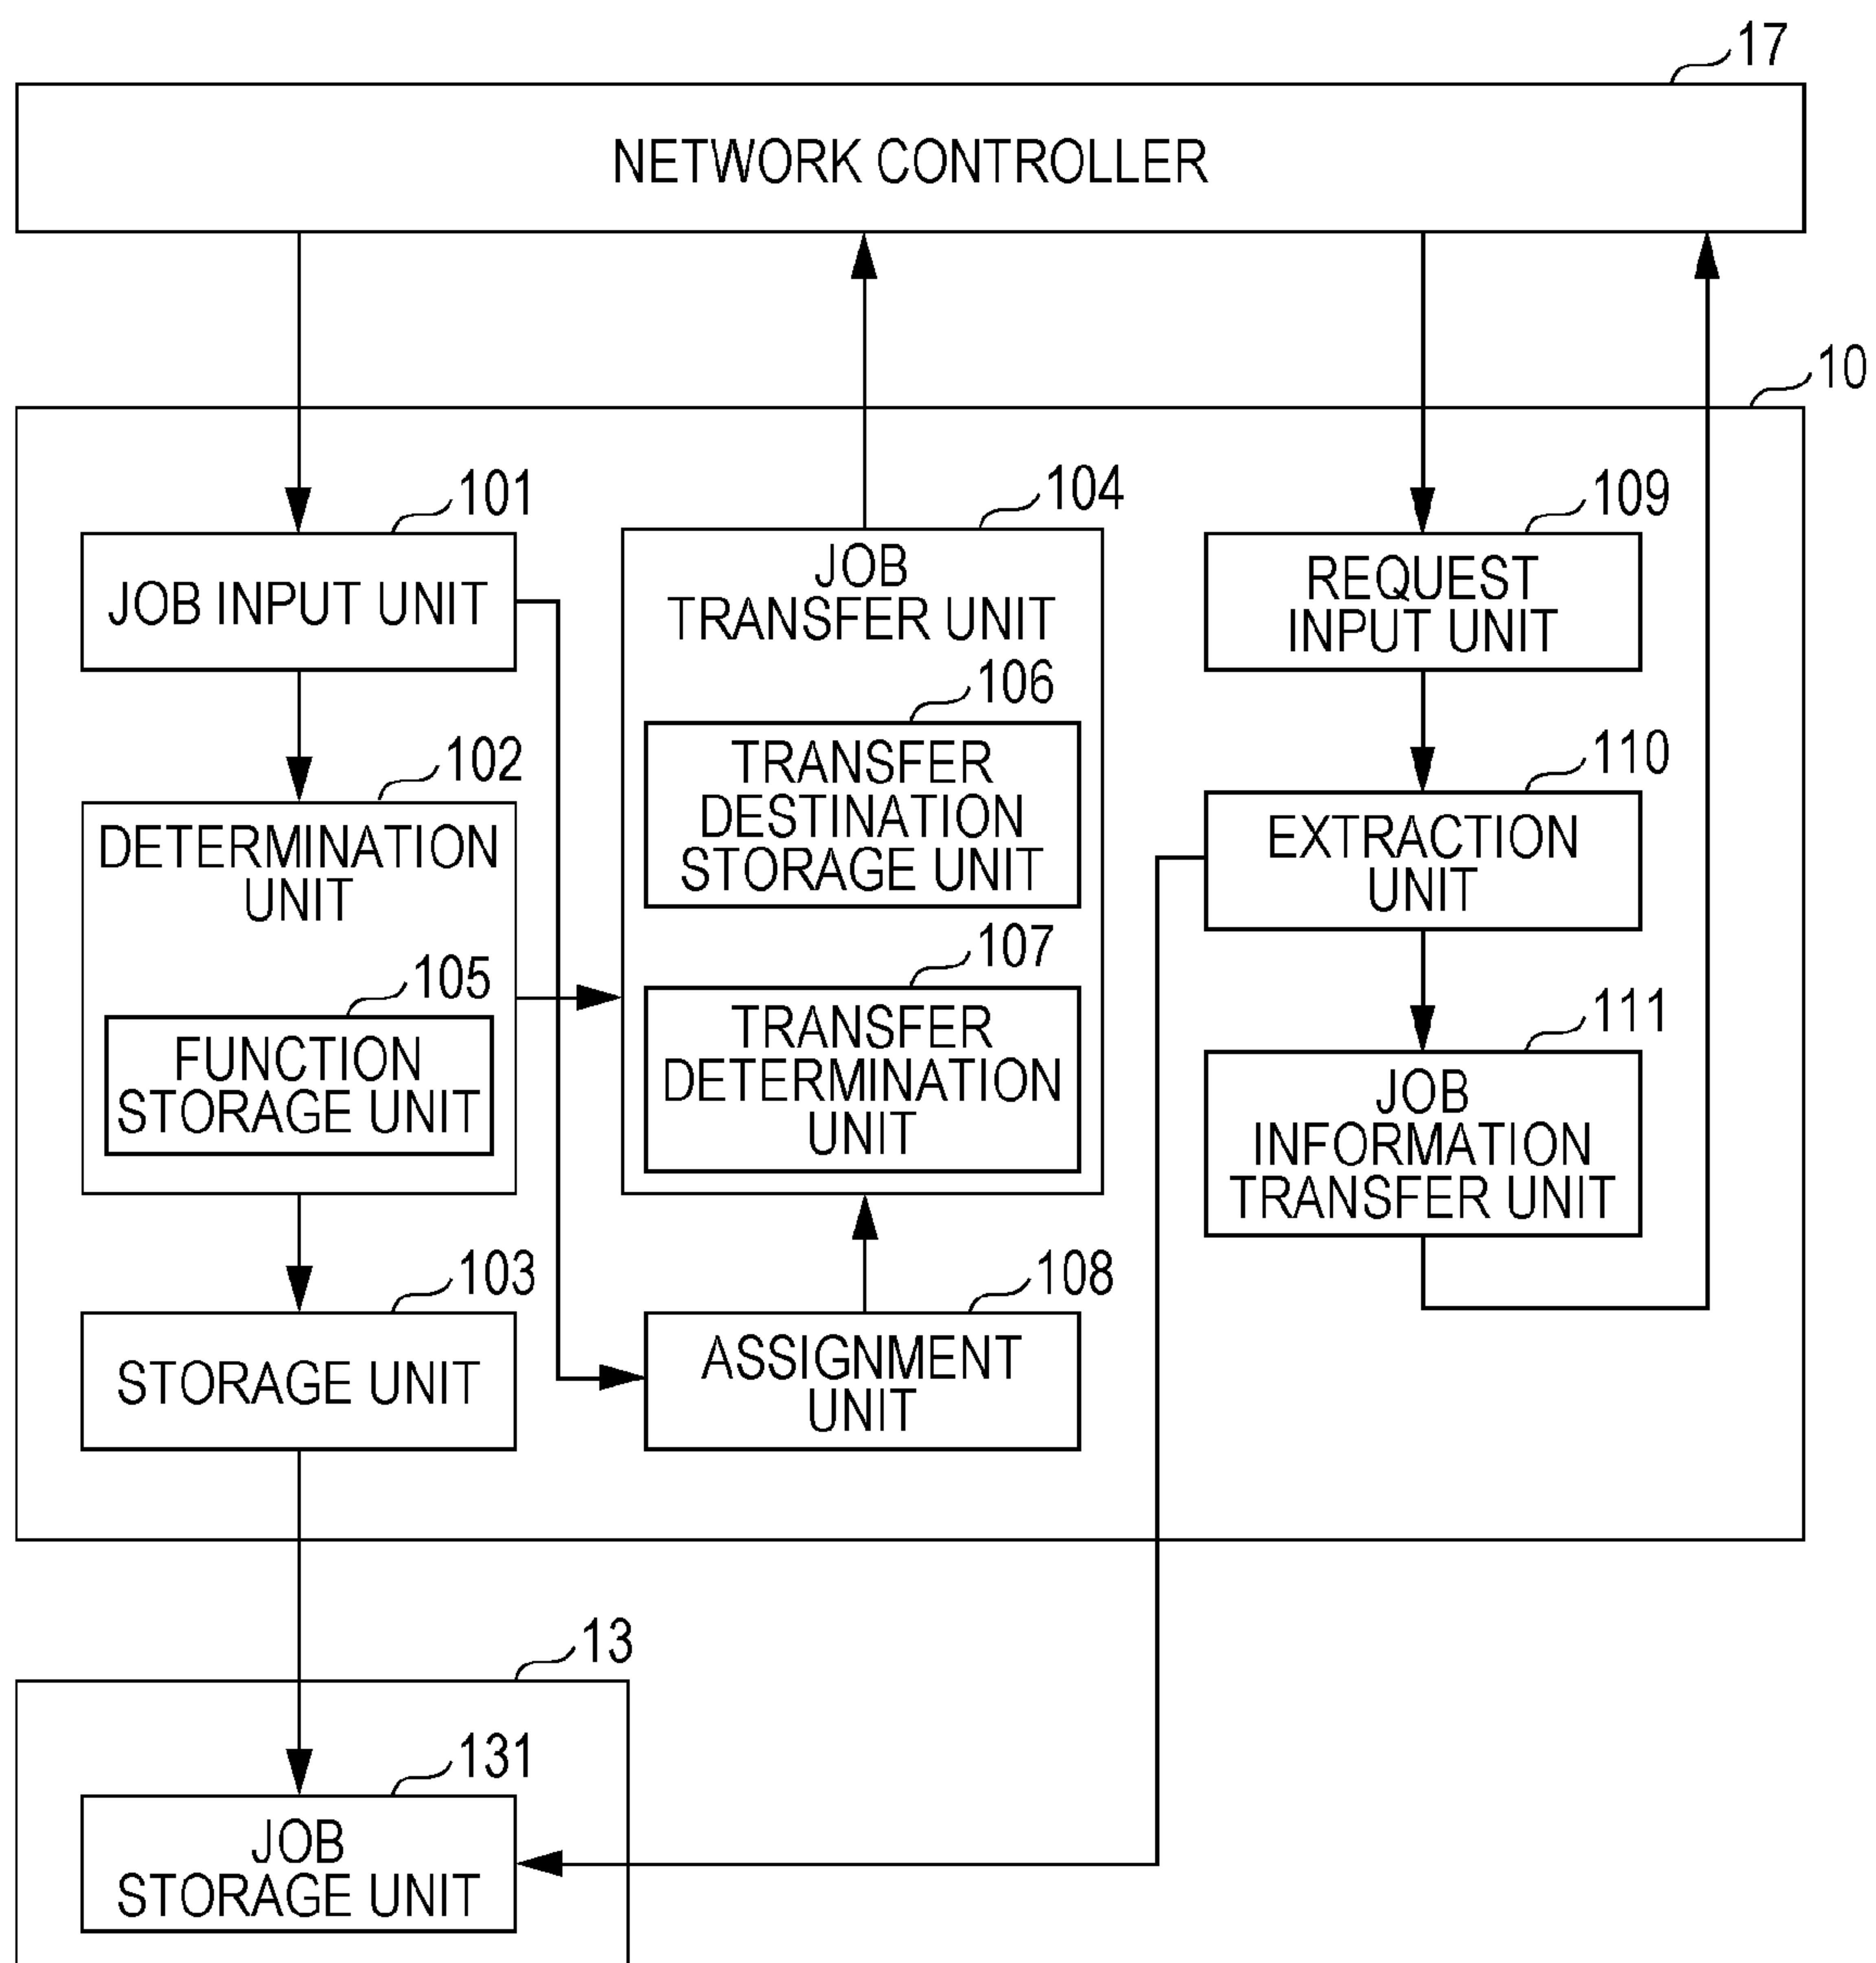 17
NETWORK CONTROLLER
10
101
JOB INPUT UNIT
102
DETERMINATION
UNIT
105
FUNCTION
STORAGE UNIT
103
STORAGE UNIT
104
JOB
TRANSFER UNIT
106
TRANSFER
DESTINATION
STORAGE UNIT
107
TRANSFER
DETERMINATION
UNIT
108
ASSIGNMENT
UNIT
109
REQUEST
INPUT UNIT
110
EXTRACTION
UNIT
111
JOB
INFORMATION
TRANSFER UNIT
13
131
JOB
STORAGE UNIT